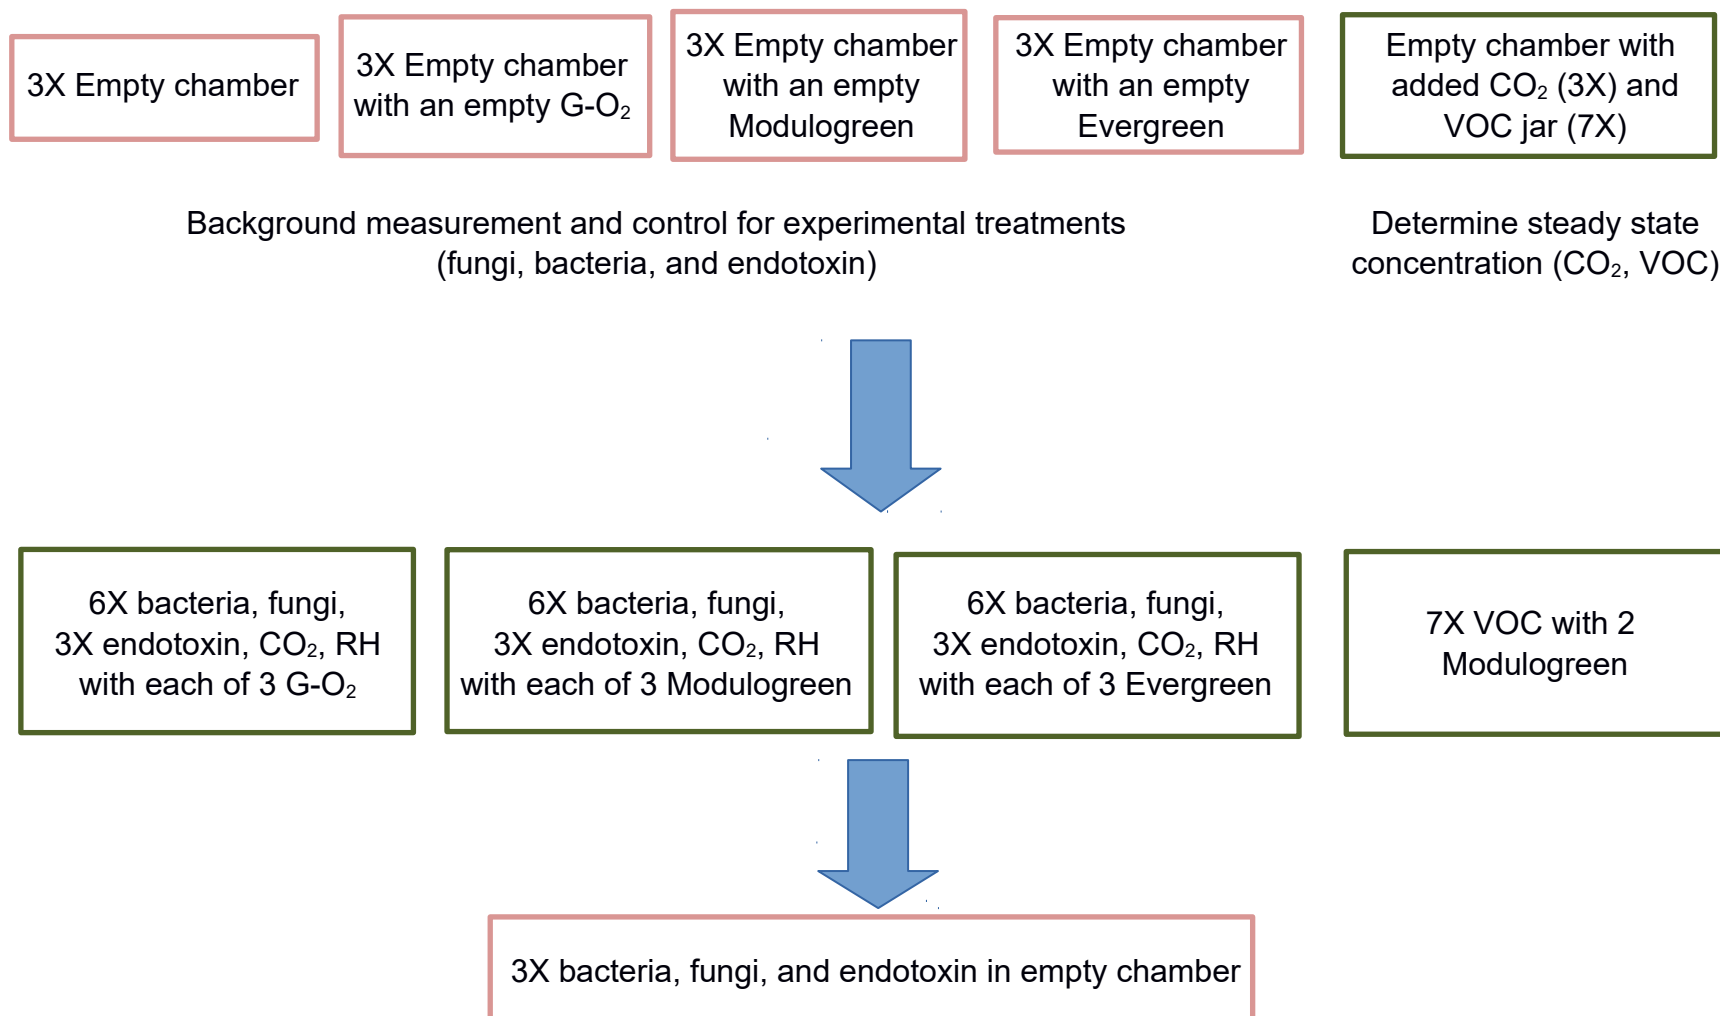 3X Empty chamber
3X Empty chamber
with an empty G-O₂
3X Empty chamber
with an empty
Modulogreen
3X Empty chamber
with an empty
Evergreen
Empty chamber with
added CO₂ (3X) and
VOC jar (7X)
Background measurement and control for experimental treatments
(fungi, bacteria, and endotoxin)
Determine steady state
concentration (CO₂, VOC)
6X bacteria, fungi,
3X endotoxin, CO₂, RH
with each of 3 G-O₂
6X bacteria, fungi,
3X endotoxin, CO₂, RH
with each of 3 Modulogreen
6X bacteria, fungi,
3X endotoxin, CO₂, RH
with each of 3 Evergreen
7X VOC with 2
Modulogreen
3X bacteria, fungi, and endotoxin in empty chamber